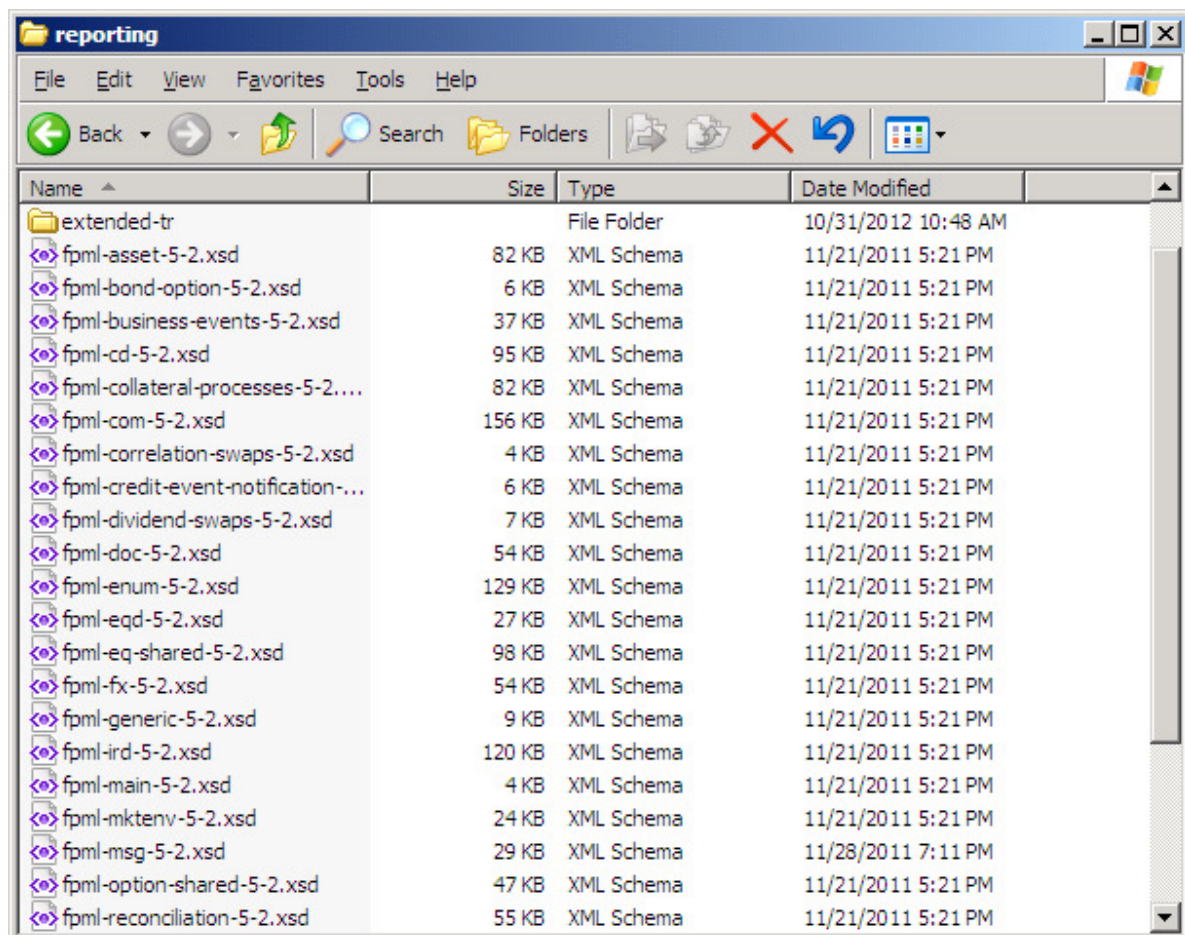 reporting
File Edit View Favorites Tools Help
Back Search Folders
Name Size Type Date Modified
extended-tr File Folder 10/31/2012 10:48 AM
fpml-asset-5-2.xsd 82 KB XML Schema 11/21/2011 5:21 PM
fpml-bond-option-5-2.xsd 6 KB XML Schema 11/21/2011 5:21 PM
fpml-business-events-5-2.xsd 37 KB XML Schema 11/21/2011 5:21 PM
fpml-cd-5-2.xsd 95 KB XML Schema 11/21/2011 5:21 PM
fpml-collateral-processes-5-2.... 82 KB XML Schema 11/21/2011 5:21 PM
fpml-com-5-2.xsd 156 KB XML Schema 11/21/2011 5:21 PM
fpml-correlation-swaps-5-2.xsd 4 KB XML Schema 11/21/2011 5:21 PM
fpml-credit-event-notification-... 6 KB XML Schema 11/21/2011 5:21 PM
fpml-dividend-swaps-5-2.xsd 7 KB XML Schema 11/21/2011 5:21 PM
fpml-doc-5-2.xsd 54 KB XML Schema 11/21/2011 5:21 PM
fpml-enum-5-2.xsd 129 KB XML Schema 11/21/2011 5:21 PM
fpml-eqd-5-2.xsd 27 KB XML Schema 11/21/2011 5:21 PM
fpml-eq-shared-5-2.xsd 98 KB XML Schema 11/21/2011 5:21 PM
fpml-fx-5-2.xsd 54 KB XML Schema 11/21/2011 5:21 PM
fpml-generic-5-2.xsd 9 KB XML Schema 11/21/2011 5:21 PM
fpml-ird-5-2.xsd 120 KB XML Schema 11/21/2011 5:21 PM
fpml-main-5-2.xsd 4 KB XML Schema 11/21/2011 5:21 PM
fpml-mktenv-5-2.xsd 24 KB XML Schema 11/21/2011 5:21 PM
fpml-msg-5-2.xsd 29 KB XML Schema 11/28/2011 7:11 PM
fpml-option-shared-5-2.xsd 47 KB XML Schema 11/21/2011 5:21 PM
fpml-reconciliation-5-2.xsd 55 KB XML Schema 11/21/2011 5:21 PM